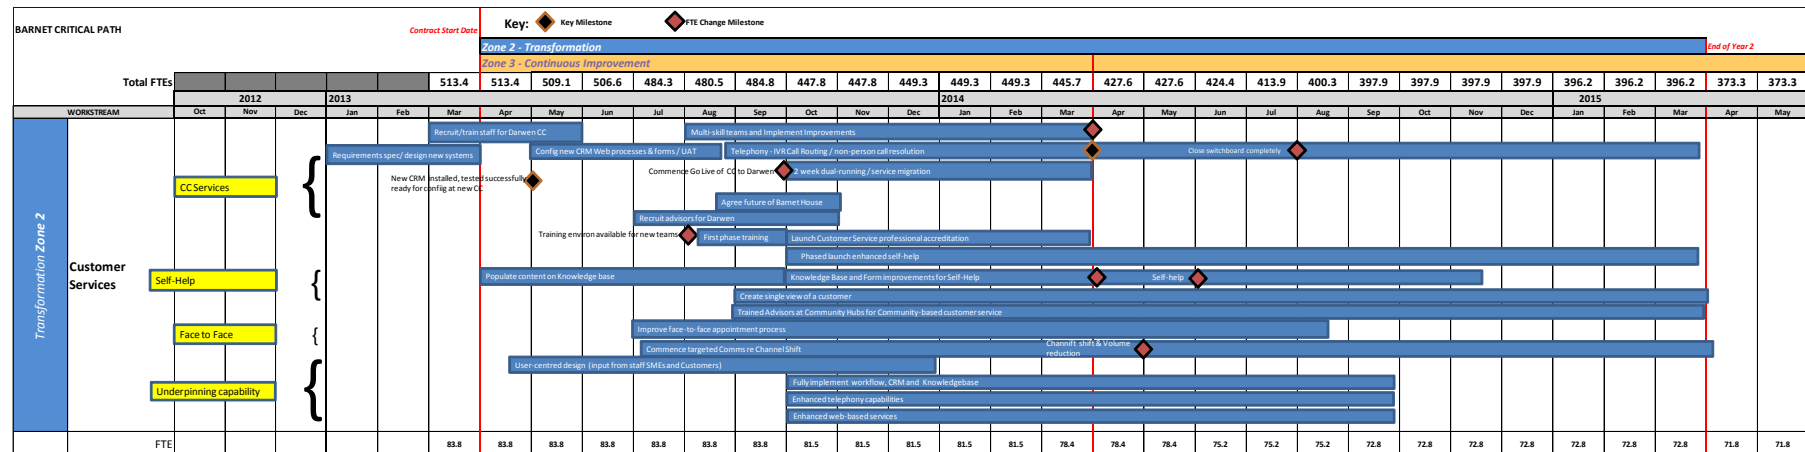 Key: Key Milestone FTE Change Milestone
BARNET CRITICAL PATH Contract Start Date
Zone 2 - Transformation End of Year 2
Zone 3 - Continuous Improvement
Total FTEs 513.4 513.4 509.1 506.6 484.3 480.5 484.8 447.8 447.8 449.3 449.3 449.3 445.7 427.6 427.6 424.4 413.9 400.3 397.9 397.9 397.9 396.2 396.2 396.2 373.3 373.3
2012 2013 2014 2015
WORKSTREAM Oct Nov Dec Jan Feb Mar Apr May Jun Jul Aug Sep Oct Nov Dec Jan Feb Mar Apr May Jun Jul Aug Sep Oct Nov Dec Jan Feb Mar Apr May
Transformation Zone 2
Customer
Services
CC Services
Recruit/train staff for Darwen CC
Multi-skill teams and Implement Improvements
Requirements spec/ design new systems
Config new CRM Web processes & forms / UAT
Telephony - IVR Call Routing / non-person call resolution
Close switchboard completely
Commence Go Live of CC to Darwen
2 week dual-running / service migration
New CRM installed, tested successfully
ready for config at new CC
Agree future of Barnet House
Recruit advisors for Darwen
Training environ available for new teams
First phase training
Launch Customer Service professional accreditation
Phased launch enhanced self-help
Self-Help
Populate content on Knowledge base
Knowledge Base and Form improvements for Self-Help
Self-help
Create single view of a customer
Trained Advisors at Community Hubs for Community-based customer service
Face to Face
Improve face-to-face appointment process
Commence targeted Comms re Channel Shift
Channift shift & Volume
reduction
User-centred design (input from staff SMEs and Customers)
Underpinning capability
Fully implement workflow, CRM and Knowledgebase
Enhanced telephony capabilities
Enhanced web-based services
FTE 83.8 83.8 83.8 83.8 83.8 83.8 83.8 81.5 81.5 81.5 81.5 81.5 78.4 78.4 78.4 75.2 75.2 75.2 72.8 72.8 72.8 72.8 72.8 72.8 71.8 71.8